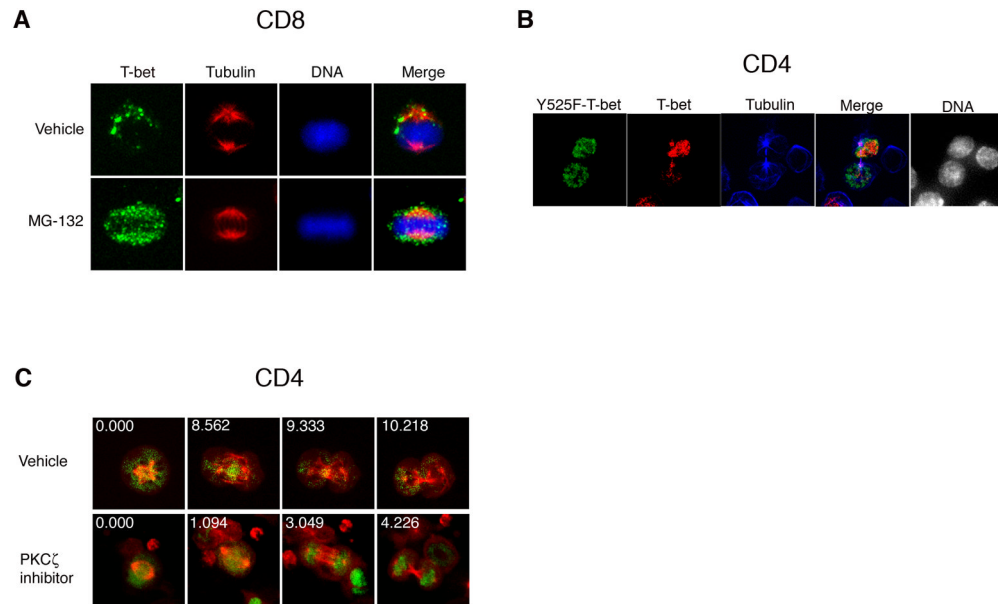 A
CD8
T-bet Tubulin DNA Merge
Vehicle
MG-132
B
CD4
Y525F-T-bet T-bet Tubulin Merge DNA
C
CD4
Vehicle
0.000 8.562 9.333 10.218
PKCζ
inhibitor
0.000 1.094 3.049 4.226